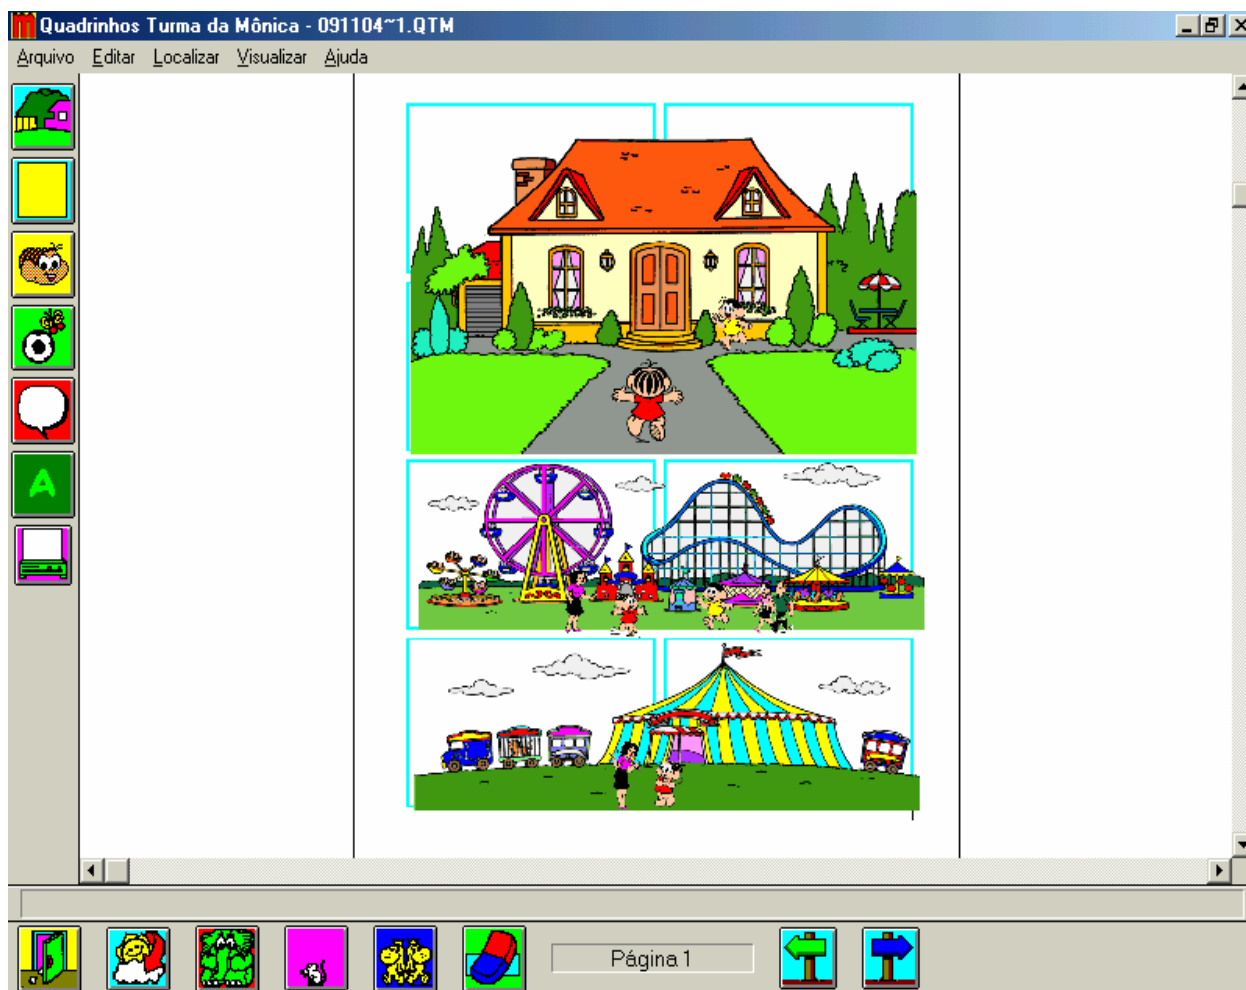 Quadrinhos Turma da Mônica - 091104~1.QTM
Arquivo Editar Localizar Visualizar Ajuda
A
Página 1